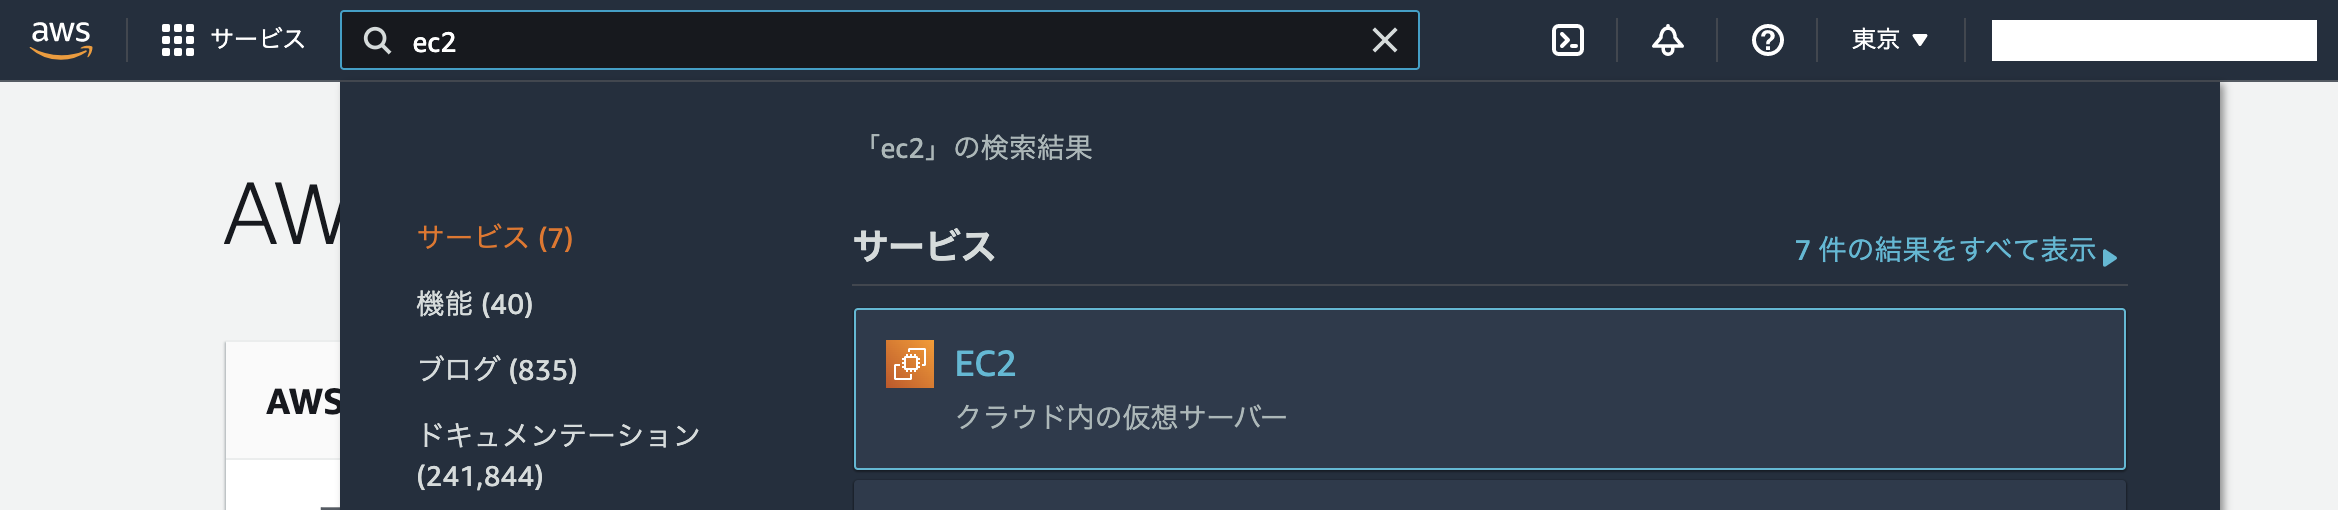 aws
サービス
ec2
東京
「ec2」の検索結果
AW
サービス (7)
サービス
7 件の結果をすべて表示
機能 (40)
EC2
ブログ (835)
AWS
クラウド内の仮想サーバー
ドキュメンテーション
(241,844)